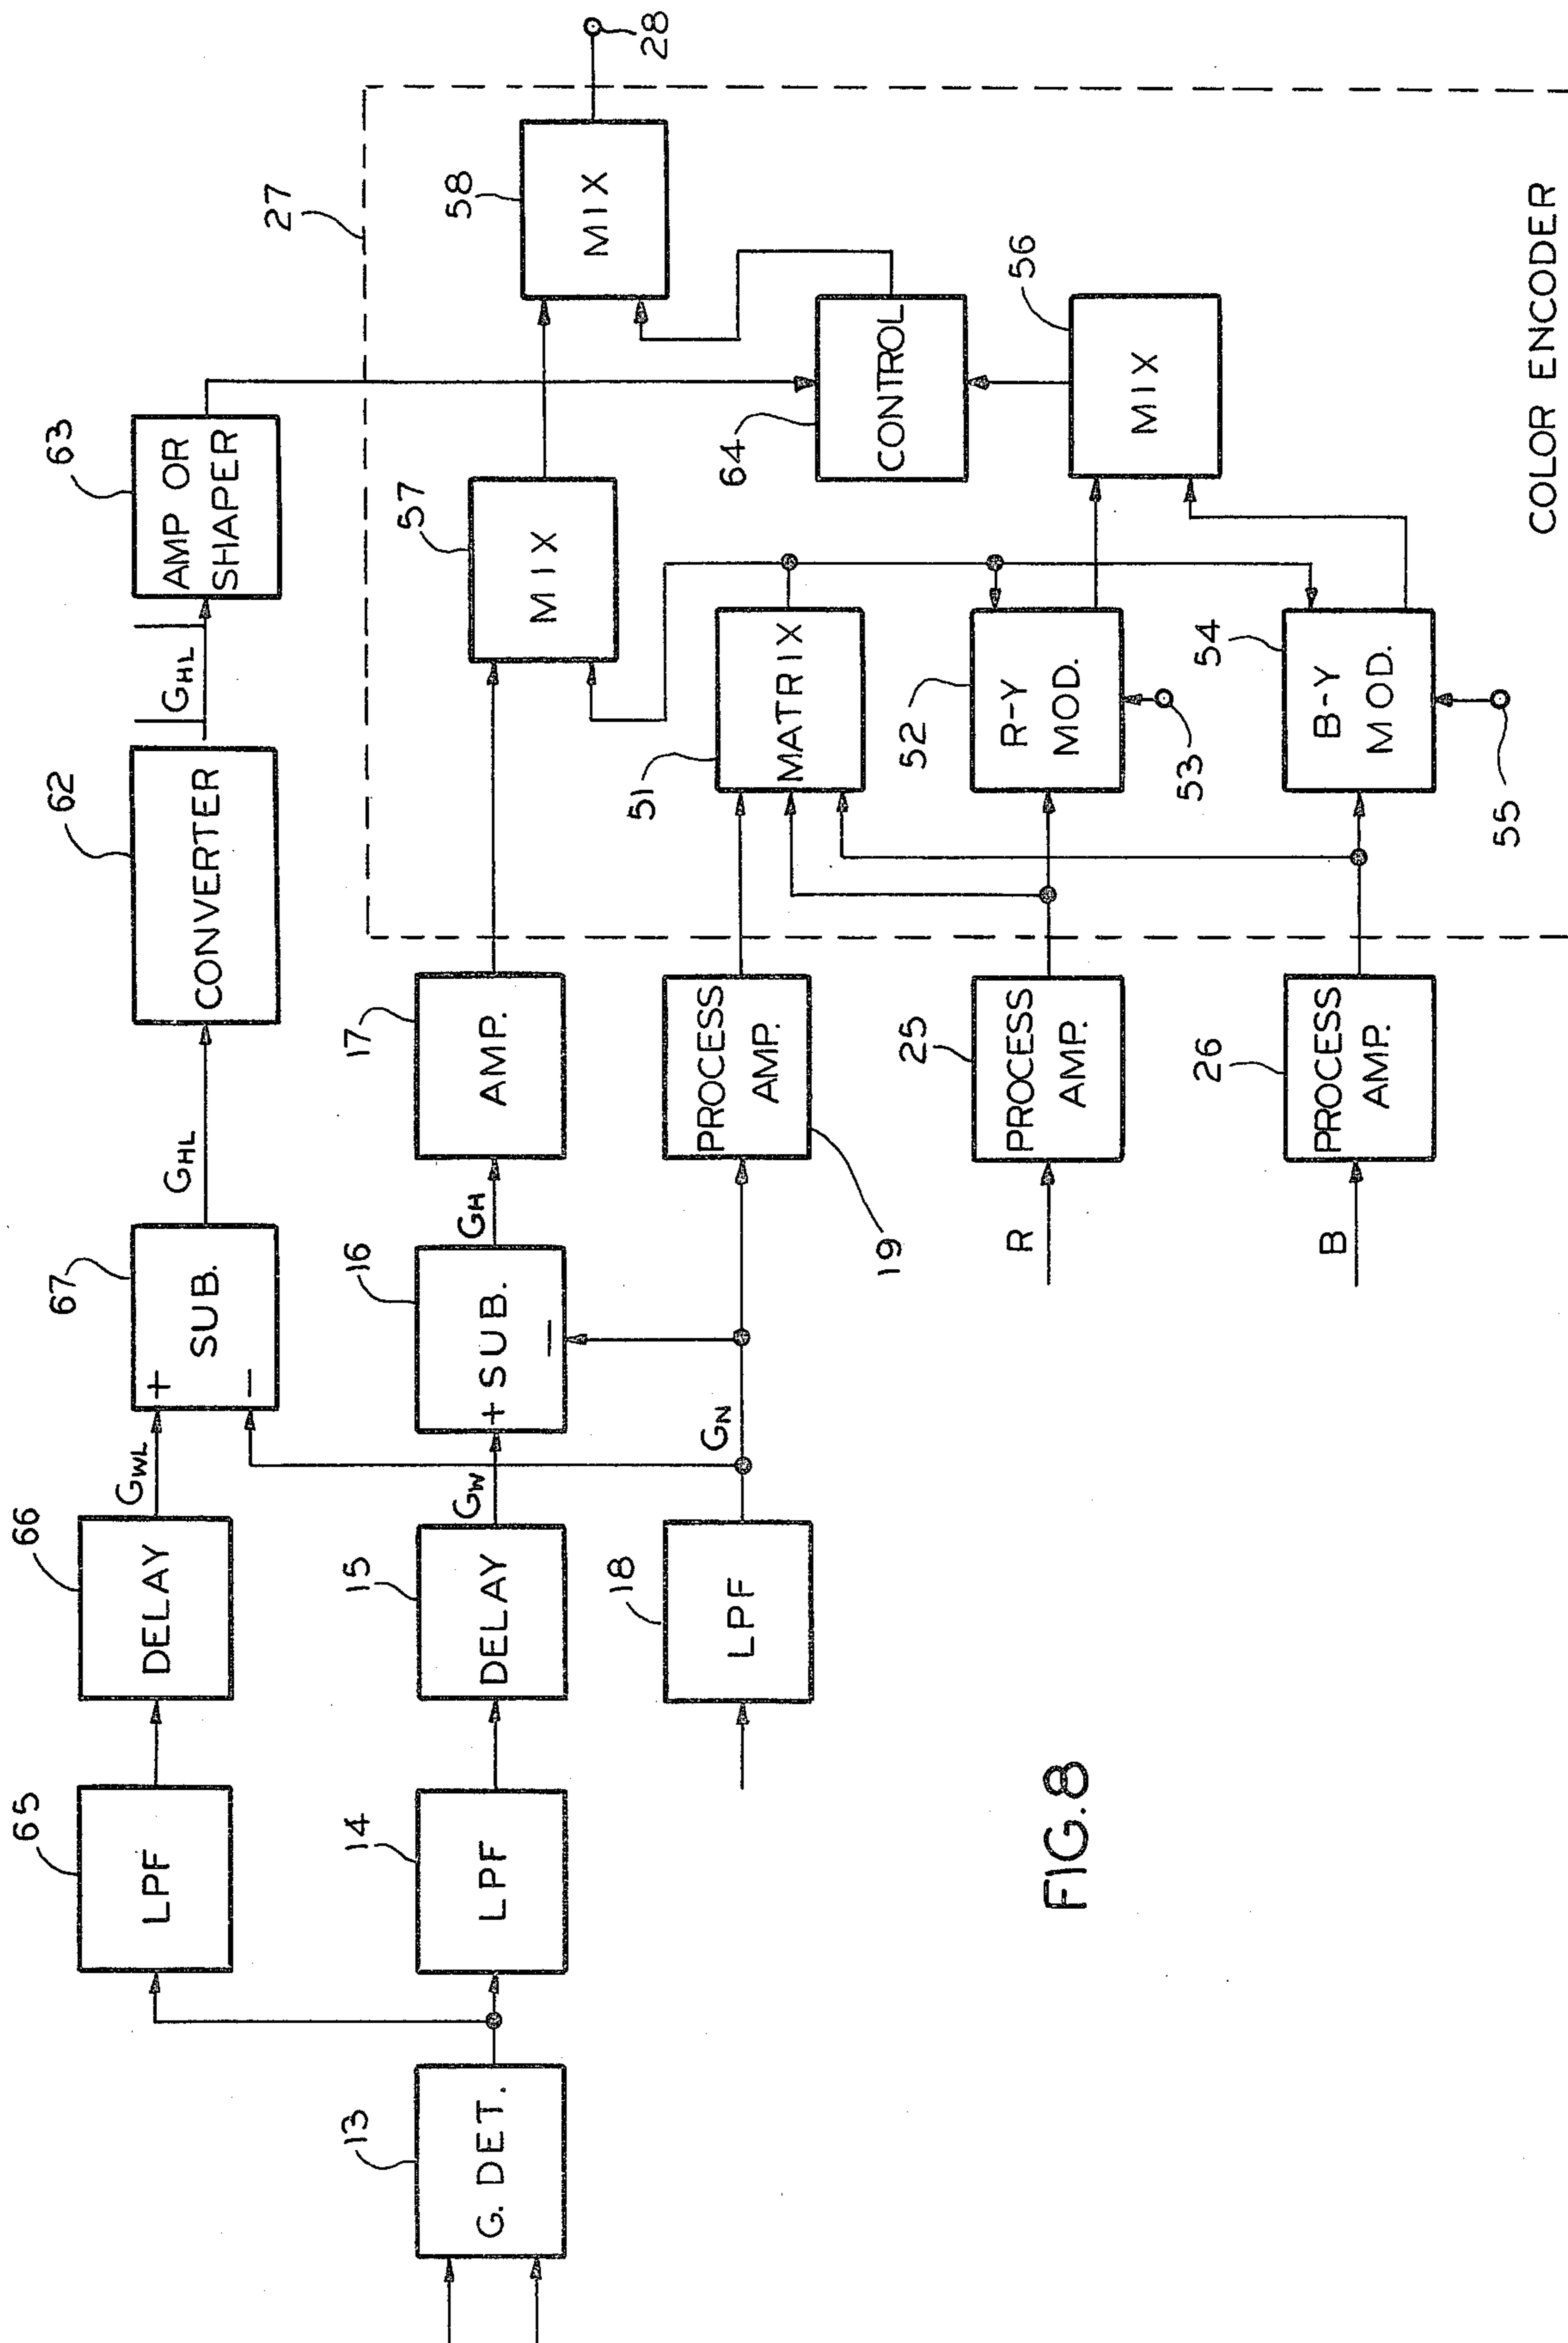 65
LPF
66
DELAY
GWL
67
+
SUB.
−
GHL
62
CONVERTER
GHL
63
AMP OR
SHAPER
27
13
G. DET.
14
LPF
15
DELAY
GW
16
+ SUB.
−
GH
17
AMP.
57
MIX
58
MIX
28
18
LPF
GN
19
PROCESS
AMP.
51
MATRIX
64
CONTROL
R
25
PROCESS
AMP.
52
R-Y
MOD.
53
56
MIX
B
26
PROCESS
AMP.
54
B-Y
MOD.
55
COLOR ENCODER
FIG.8